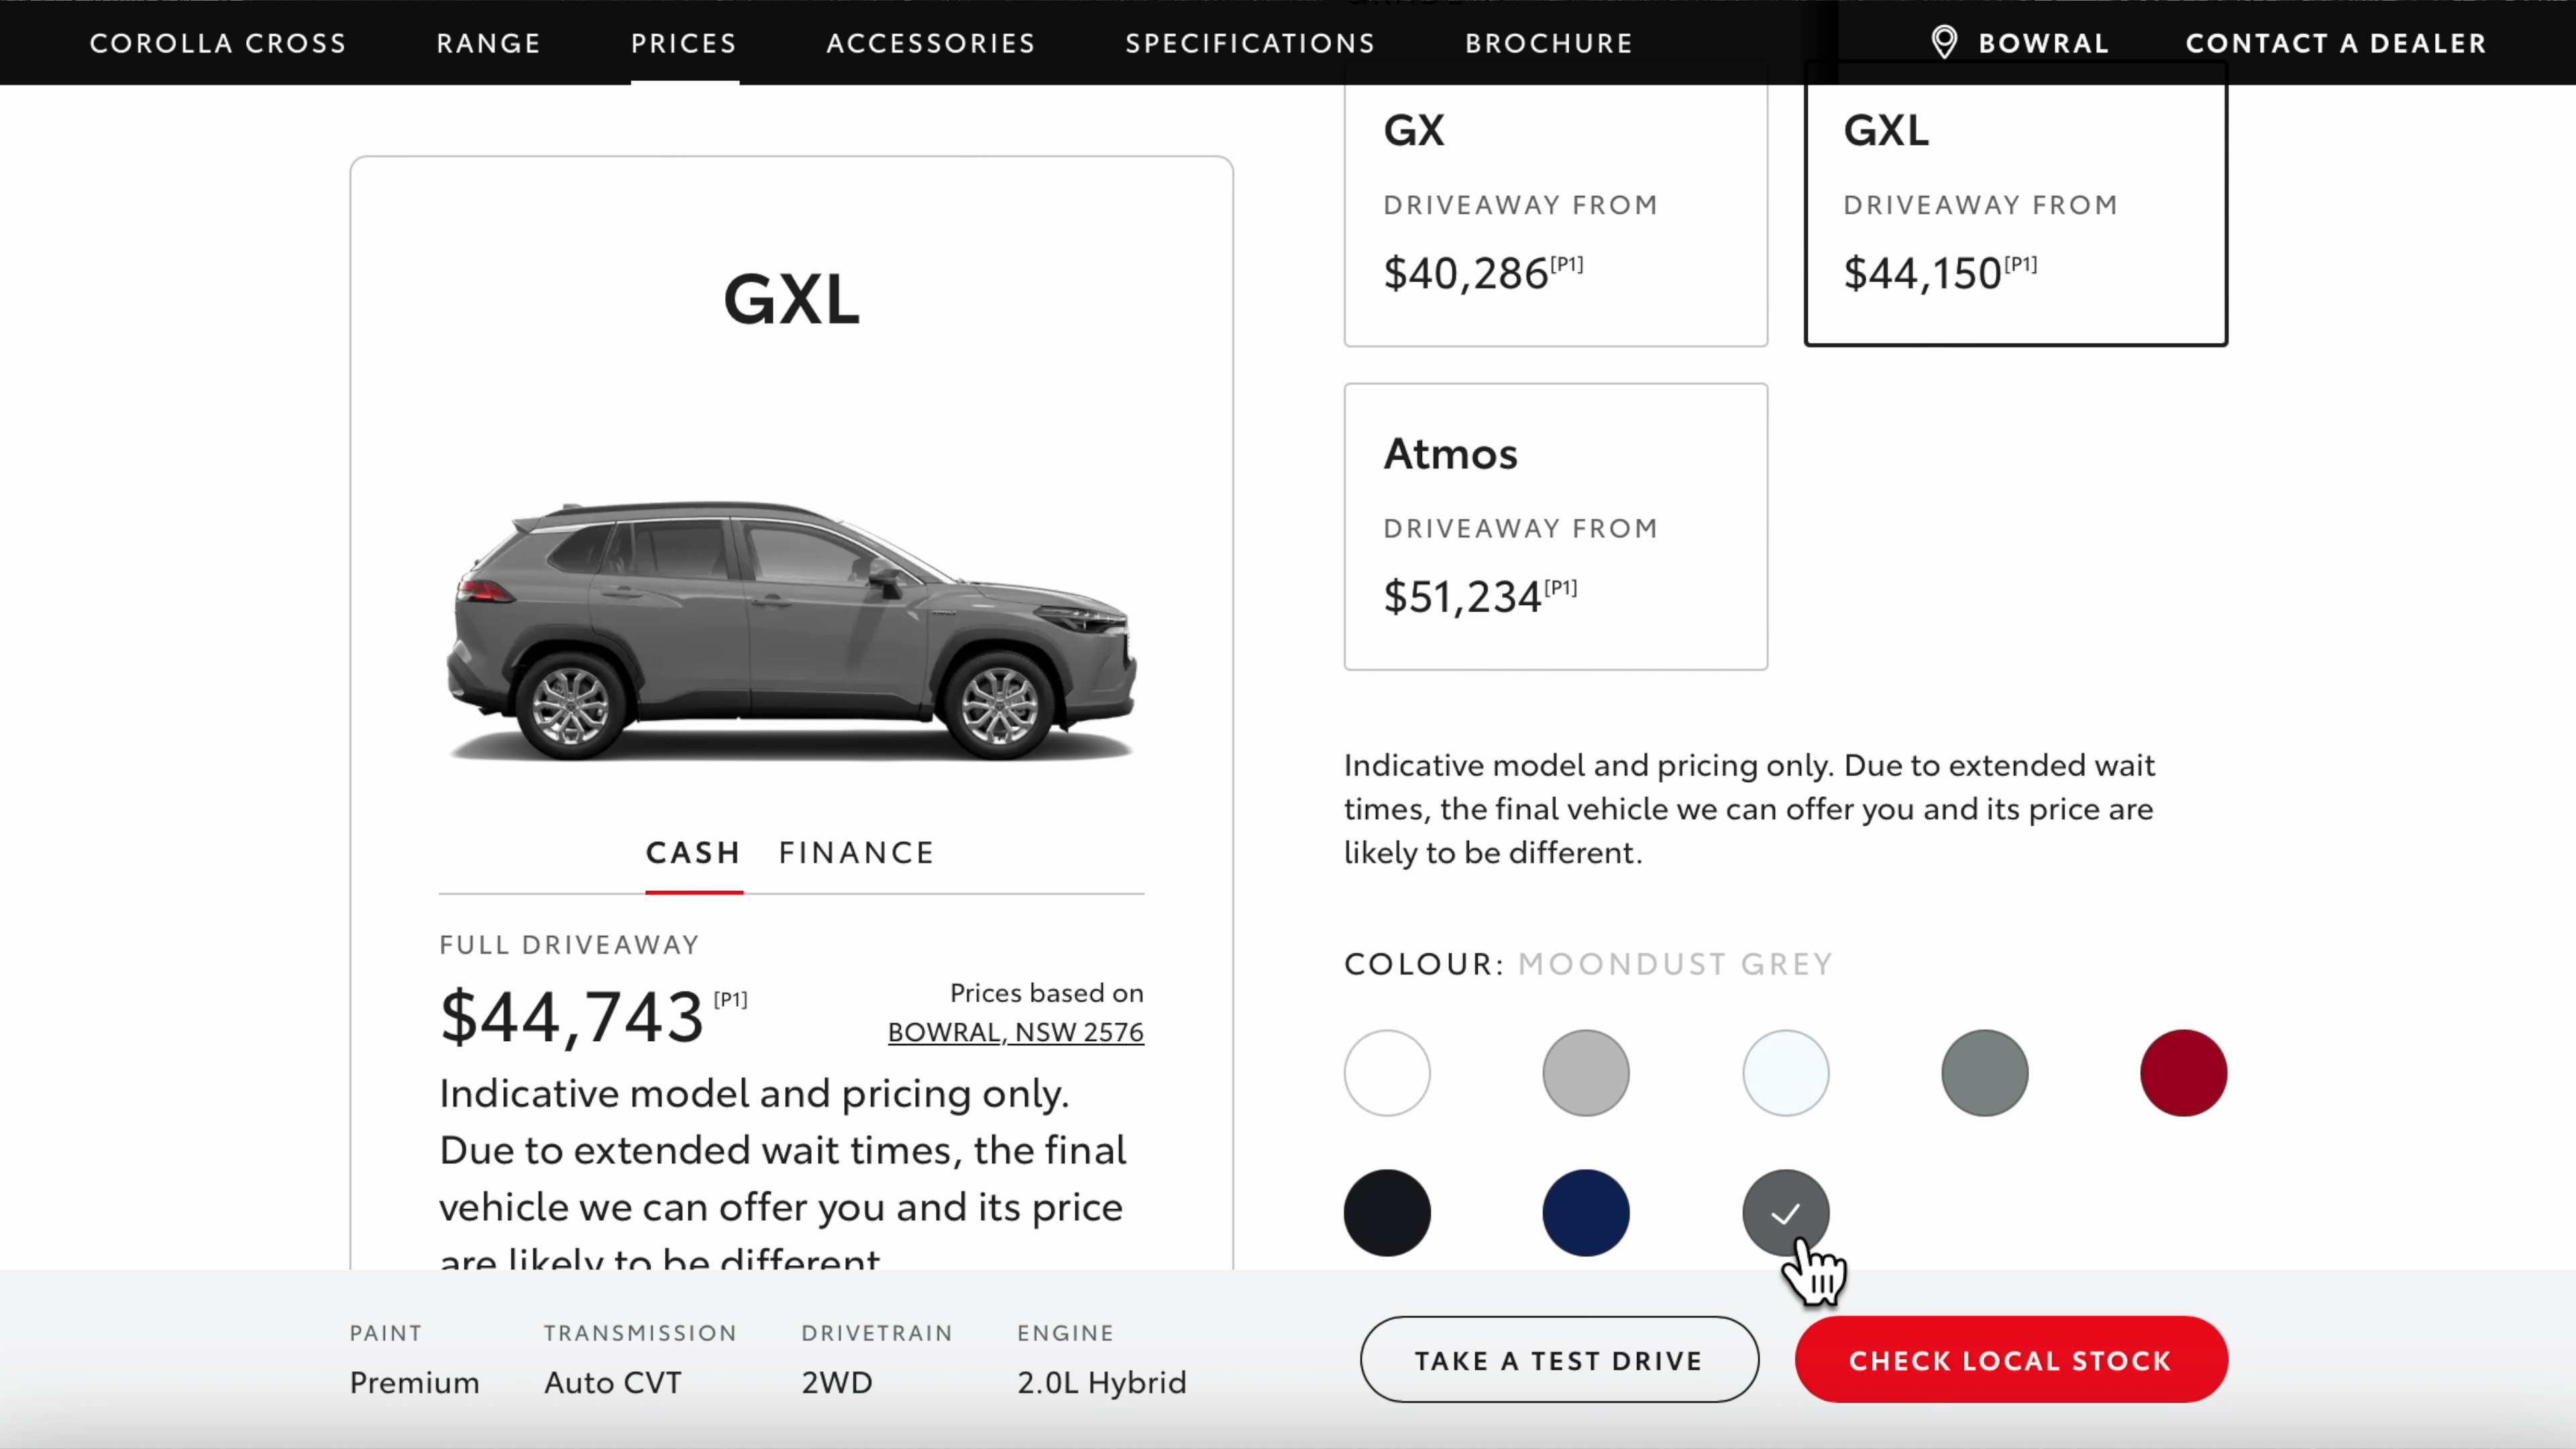 COROLLA CROSS RANGE PRICES ACCESSORIES SPECIFICATIONS BROCHURE BOWRAL CONTACT A DEALER
GXL
CASH FINANCE
FULL DRIVEAWAY
$44,743[P1]
Prices based on
BOWRAL, NSW 2576
Indicative model and pricing only.
Due to extended wait times, the final
vehicle we can offer you and its price
are likely to be different
GX
DRIVEAWAY FROM
$40,286[P1]
GXL
DRIVEAWAY FROM
$44,150[P1]
Atmos
DRIVEAWAY FROM
$51,234[P1]
Indicative model and pricing only. Due to extended wait
times, the final vehicle we can offer you and its price are
likely to be different.
COLOUR: MOONDUST GREY
PAINT
Premium
TRANSMISSION
Auto CVT
DRIVETRAIN
2WD
ENGINE
2.0L Hybrid
TAKE A TEST DRIVE
CHECK LOCAL STOCK